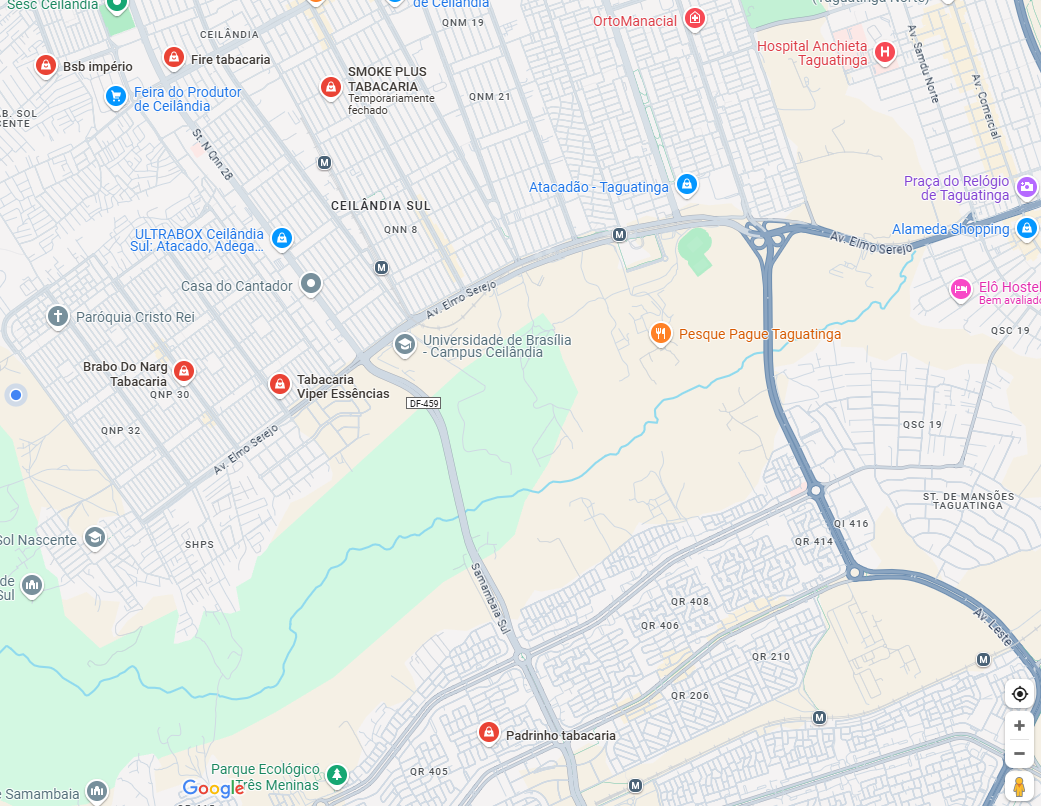 Sesc Ceilândia
de Ceilândia
QNM 19
OrtoManacial
(Taguatinga Norte)
CEILÂNDIA
Hospital Anchieta
Taguatinga
Av. Samdu Norte
Av. Comercial
Bsb império
Fire tabacaria
SMOKE PLUS
TABACARIA
Temporariamente
fechado
QNM 21
Feira do Produtor
de Ceilândia
AB. SOL
CENTE
St. N Cnn 28
M
Atacadão - Taguatinga
Praça do Relógio
de Taguatinga
CEILÂNDIA SUL
QNN 8
ULTRABOX Ceilândia
Sul: Atacado, Adega...
M
M
Av. Elmo Serejo
Alameda Shopping
Casa do Cantador
Av. Elmo Serejo
Elô Hostel
Bem avaliado
Paróquia Cristo Rei
Universidade de Brasília
- Campus Ceilândia
Pesque Pague Taguatinga
QSC 19
Brabo Do Narg
Tabacaria
QNP 30
Tabacaria
Viper Essências
DF-459
QNP 32
Av. Elmo Serejo
QSC 19
ST. DE MANSÕES
TAGUATINGA
QI 416
QR 414
Sol Nascente
SHPS
de
Sul
Samambaia Sul
QR 408
QR 406
Av. Leste
QR 210
M
QR 206
M
Padrinho tabacaria
Parque Ecológico
Três Meninas
QR 405
M
Google
e Samambaia